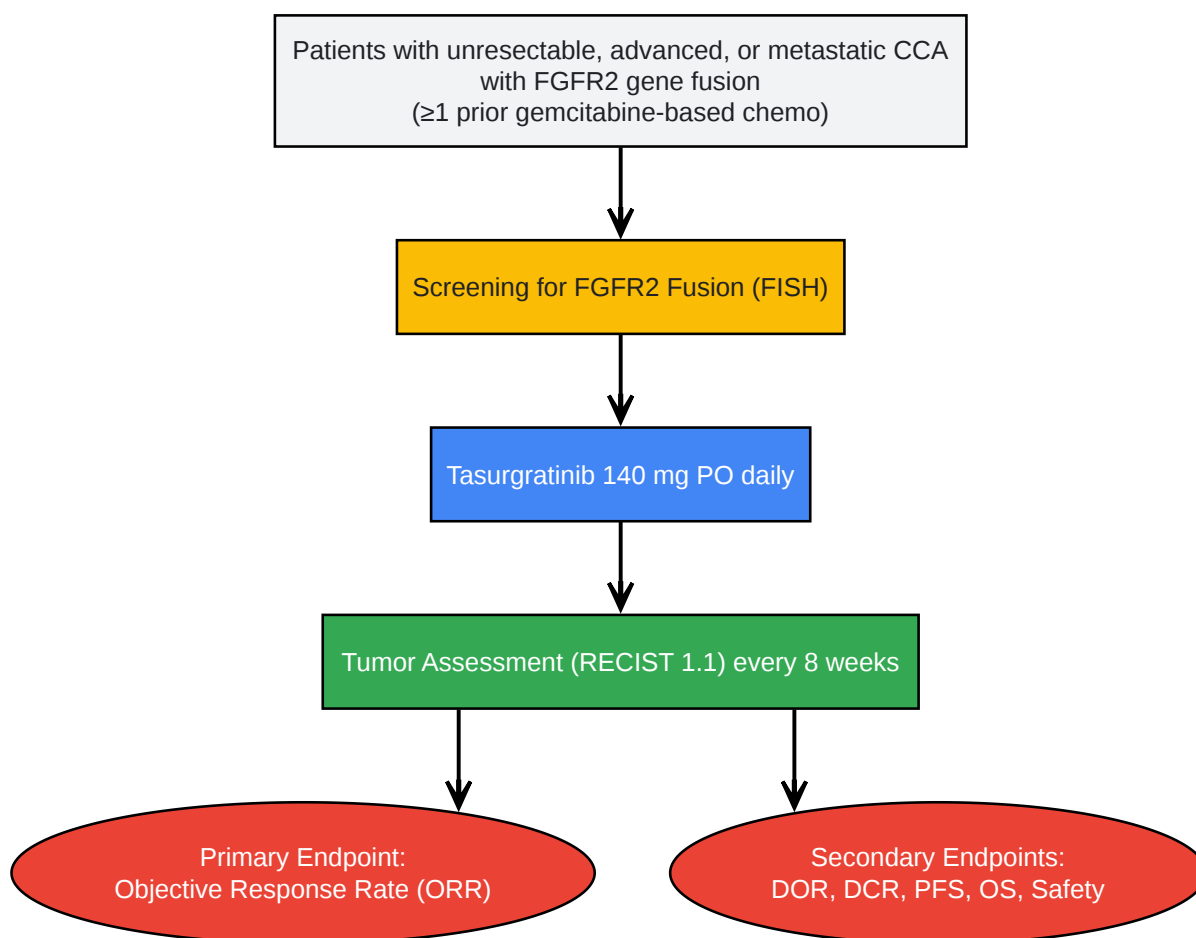 Patients with unresectable, advanced, or metastatic CCA
with FGFR2 gene fusion
(≥1 prior gemcitabine-based chemo)
Screening for FGFR2 Fusion (FISH)
Tasurgratinib 140 mg PO daily
Tumor Assessment (RECIST 1.1) every 8 weeks
Primary Endpoint:
Objective Response Rate (ORR)
Secondary Endpoints:
DOR, DCR, PFS, OS, Safety